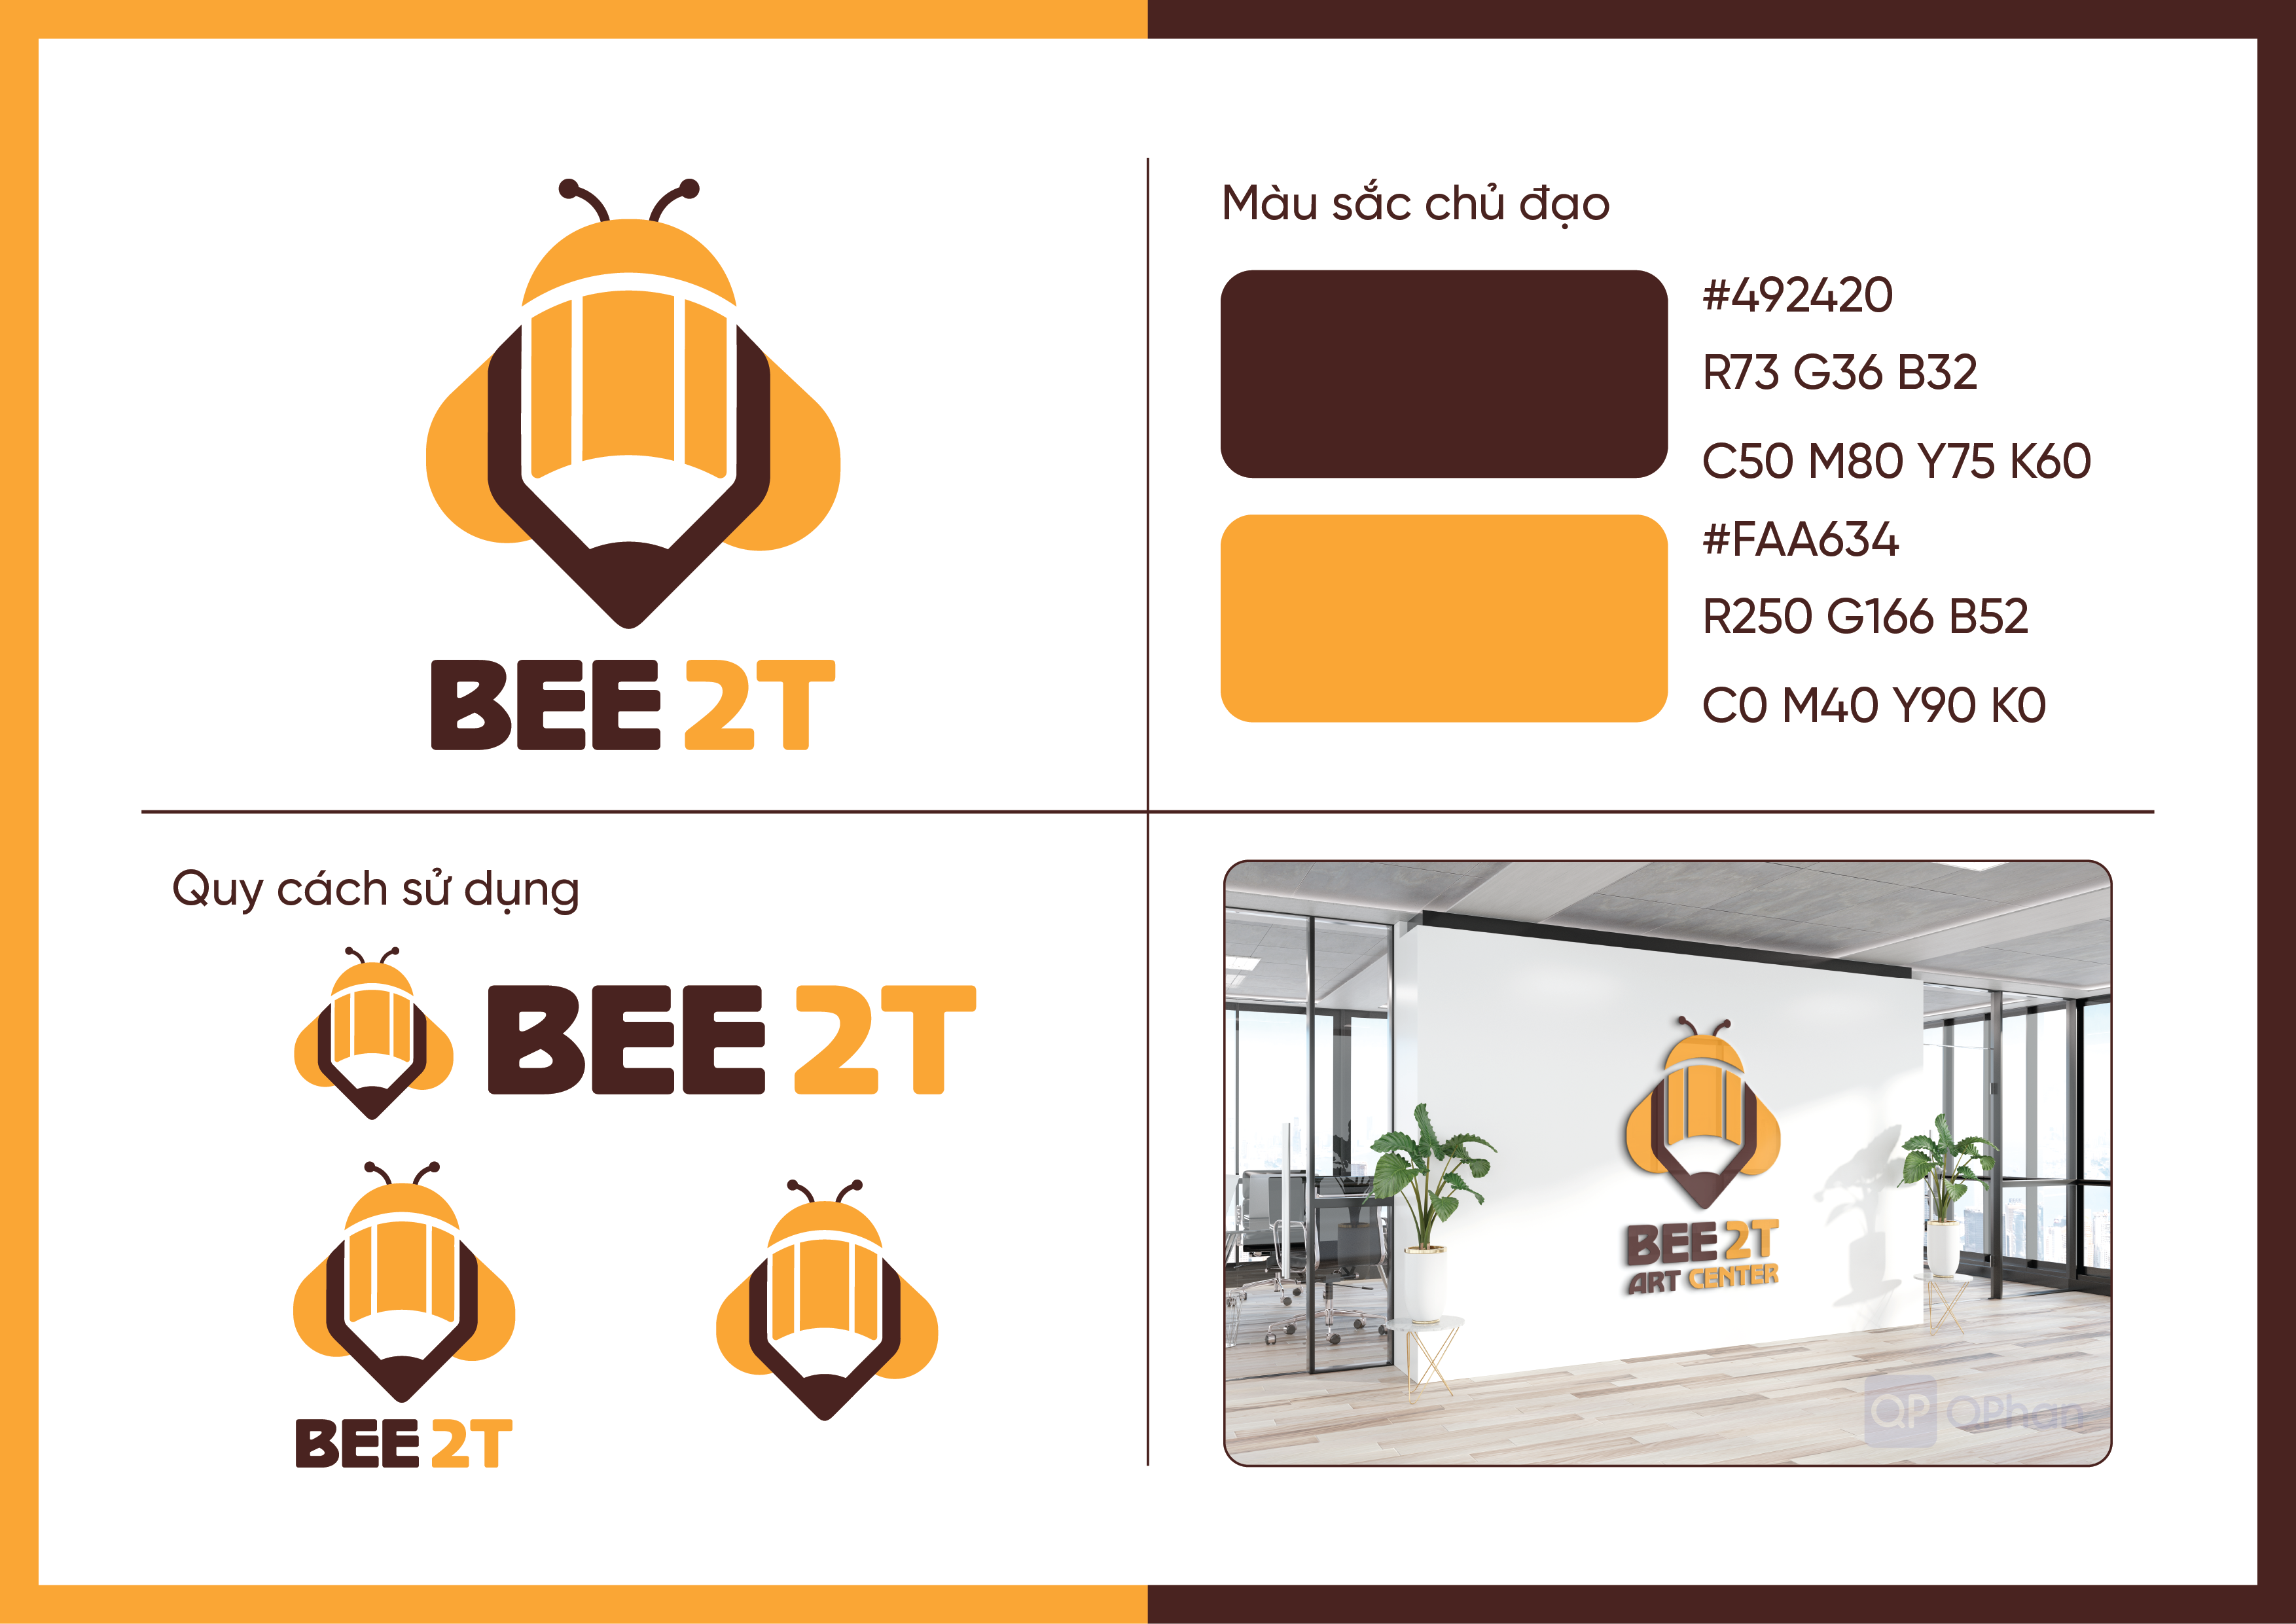 BEE 2T
Màu sắc chủ đạo
#492420
R73 G36 B32
C50 M80 Y75 K60
#FAA634
R250 G166 B52
C0 M40 Y90 K0
Quy cách sử dụng
BEE 2T
BEE 2T
BEE 2T
ART CENTER
QP QPhan